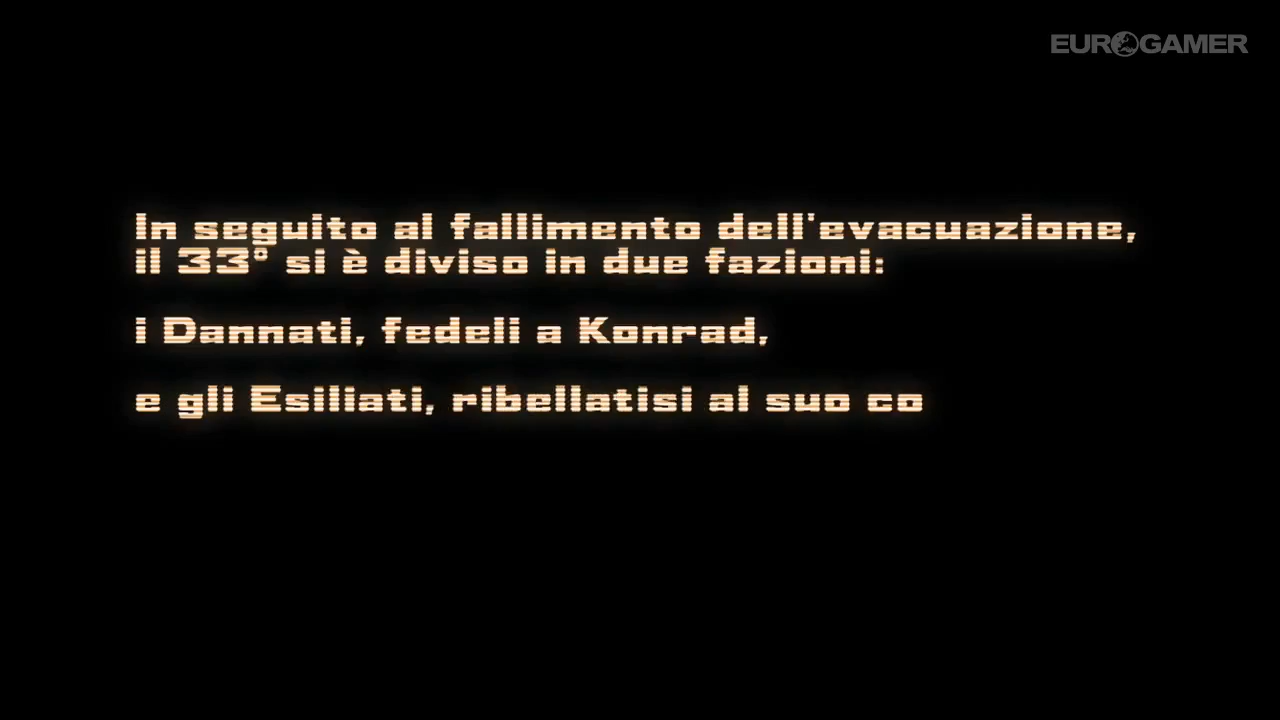 EUROGAMER
In seguito al fallimento dell'evacuazione,
il 33° si è diviso in due fazioni:
i Dannati, fedeli a Konrad,
e gli Esiliati, ribellatisi al suo co